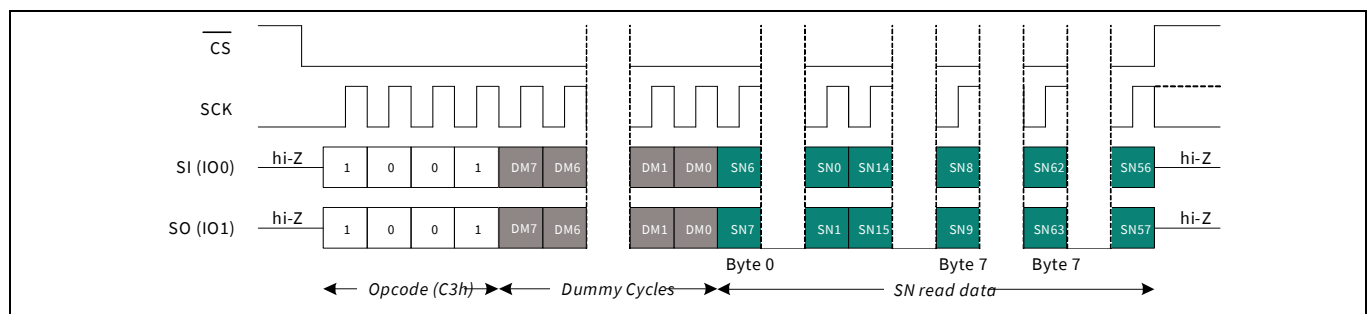 CS
SCK
hi-Z 1 0 0 1 DM7 DM6 DM1 DM0 SN6 SN0 SN14 SN8 SN62 SN56 hi-Z
SI (IO0)
hi-Z 1 0 0 1 DM7 DM6 DM1 DM0 SN7 SN1 SN15 SN9 SN63 SN57 hi-Z
SO (IO1)
Byte 0 Byte 7 Byte 7
Opcode (C3h) Dummy Cycles SN read data